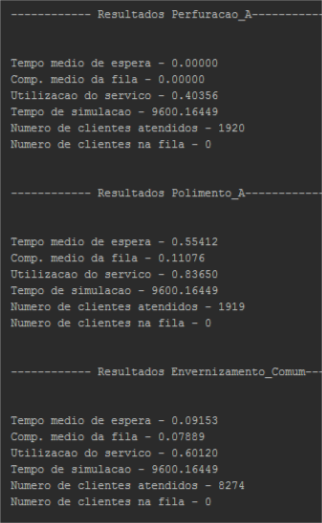 ------------ Resultados Perfuracao_A------------
Tempo medio de espera - 0.00000
Comp. medio da fila - 0.00000
Utilizacao do servico - 0.40356
Tempo de simulacao - 9600.16449
Numero de clientes atendidos - 1920
Numero de clientes na fila - 0
------------ Resultados Polimento_A------------
Tempo medio de espera - 0.55412
Comp. medio da fila - 0.11076
Utilizacao do servico - 0.83650
Tempo de simulacao - 9600.16449
Numero de clientes atendidos - 1919
Numero de clientes na fila - 0
------------ Resultados Envernizamento_Comum---
Tempo medio de espera - 0.09153
Comp. medio da fila - 0.07889
Utilizacao do servico - 0.60120
Tempo de simulacao - 9600.16449
Numero de clientes atendidos - 8274
Numero de clientes na fila - 0